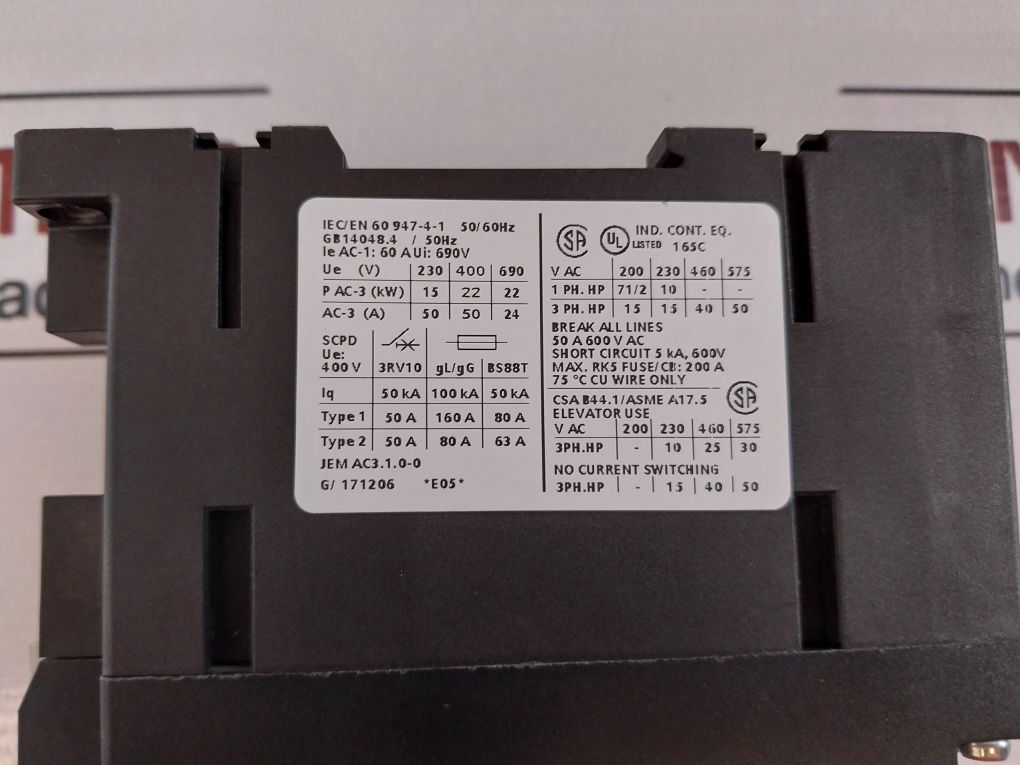 IEC/EN 60 947-4-1 50/60Hz
GB14048.4 / 50Hz
Ie AC-1: 60 A Ui: 690V
Ue (V) 230 400 690
P AC-3 (kW) 15 22 22
AC-3 (A) 50 50 24
SCPD
Ue:
400 V 3RV10 gL/gG BS88T
Iq 50 kA 100 kA 50 kA
Type 1 50 A 160 A 80 A
Type 2 50 A 80 A 63 A
JEM AC3.1.0-0
G/ 171206 *E05*
SA UL IND. CONT. EQ.
LISTED 165C
V AC 200 230 460 575
1 PH. HP 71/2 10 - -
3 PH. HP 15 15 40 50
BREAK ALL LINES
50 A 600 V AC
SHORT CIRCUIT 5 kA, 600V
MAX. RK5 FUSE/CB: 200 A
75 °C CU WIRE ONLY
CSA B44.1/ASME A17.5 SA
ELEVATOR USE
V AC 200 230 460 575
3PH.HP - 10 25 30
NO CURRENT SWITCHING
3PH.HP - 15 40 50